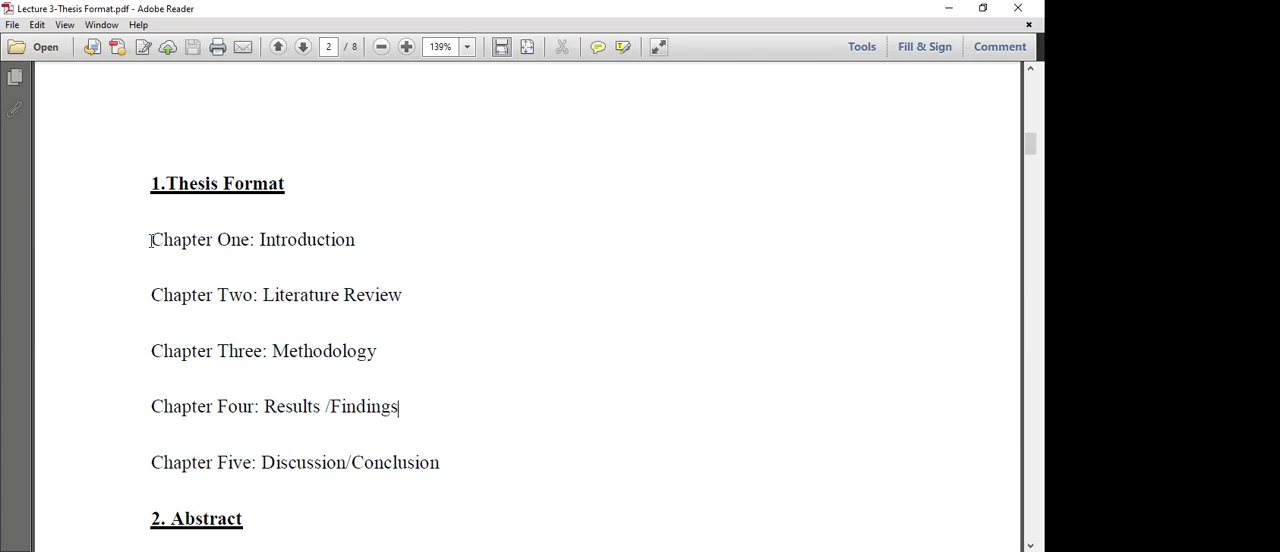 Lecture 3-Thesis Format.pdf - Adobe Reader
File Edit View Window Help
Open 2 / 8 139% Tools Fill & Sign Comment
1.Thesis Format
Chapter One: Introduction
Chapter Two: Literature Review
Chapter Three: Methodology
Chapter Four: Results /Findings
Chapter Five: Discussion/Conclusion
2. Abstract